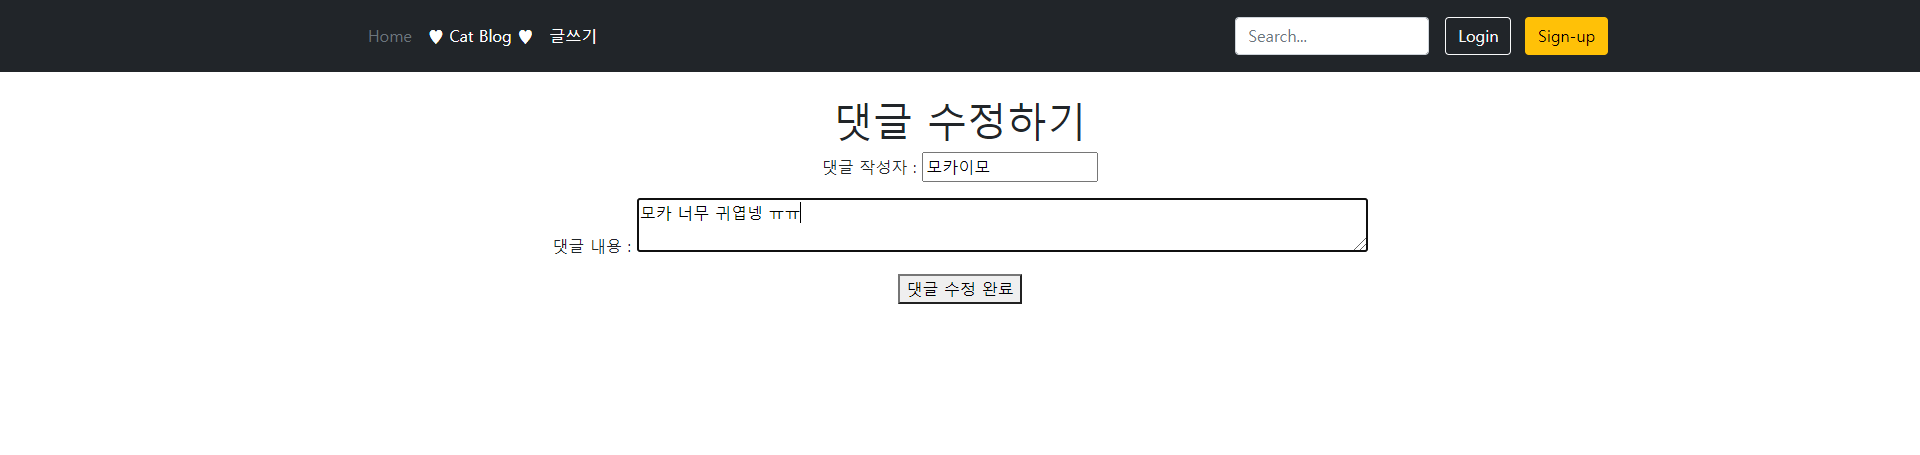 Home ♥ Cat Blog ♥ 글쓰기 Search... Login Sign-up
댓글 수정하기
댓글 작성자 : 모카이모
댓글 내용 : 모카 너무 귀엽넹 ㅠㅠ
댓글 수정 완료